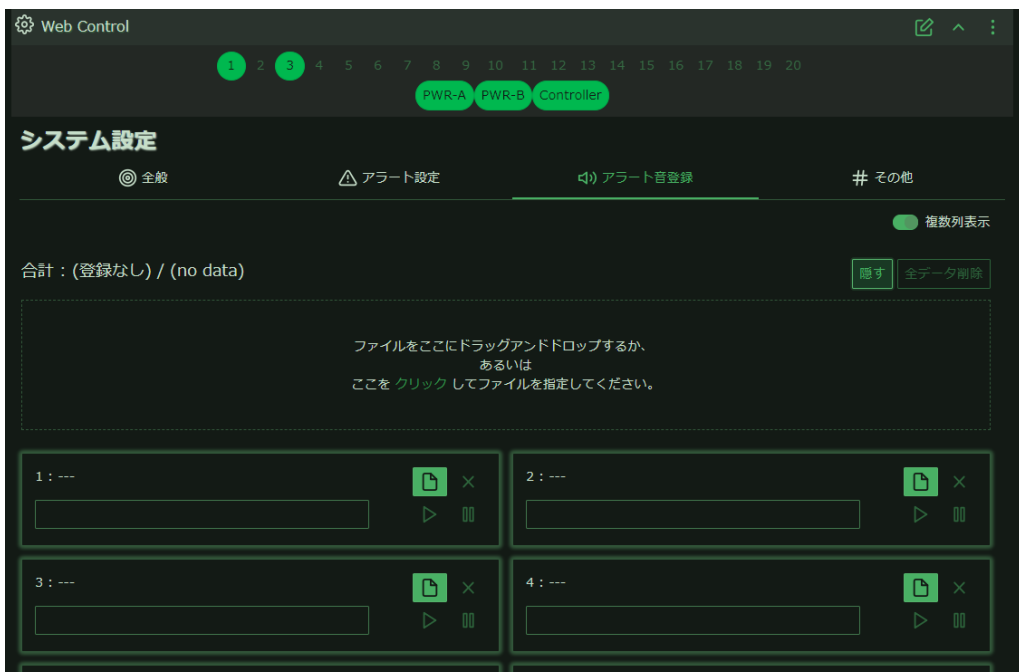 Web Control
1 2 3 4 5 6 7 8 9 10 11 12 13 14 15 16 17 18 19 20
PWR-A PWR-B Controller
システム設定
全般 アラート設定 アラート音登録 # その他
複数列表示
合計 : (登録なし) / (no data) 隠す 全データ削除
ファイルをここにドラッグアンドドロップするか、
あるいは
ここを クリック してファイルを指定してください。
1 : ---
2 : ---
3 : ---
4 : ---